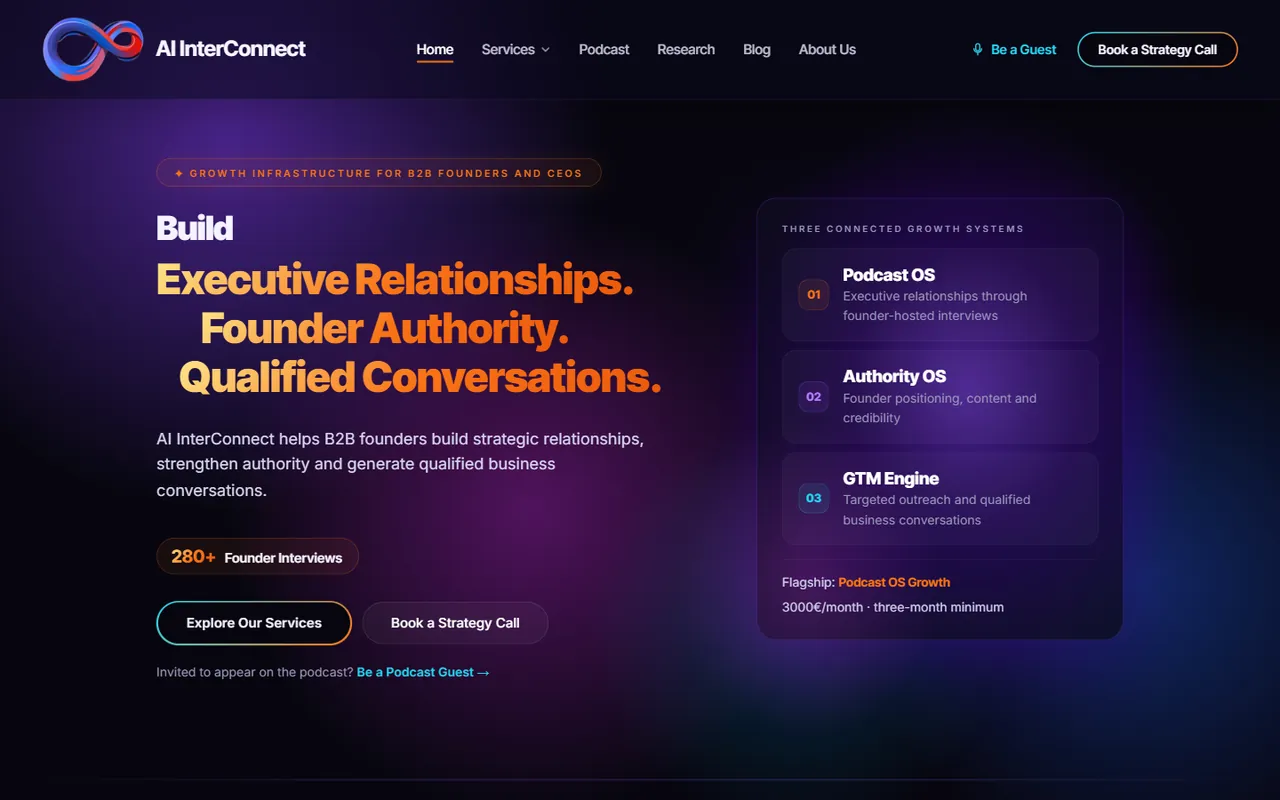 AI InterConnect
Home
Services
Podcast
Research
Blog
About Us
Be a Guest
Book a Strategy Call
✦ GROWTH INFRASTRUCTURE FOR B2B FOUNDERS AND CEOS
Build
Executive Relationships.
Founder Authority.
Qualified Conversations.
AI InterConnect helps B2B founders build strategic relationships,
strengthen authority and generate qualified business
conversations.
280+ Founder Interviews
Explore Our Services
Book a Strategy Call
Invited to appear on the podcast? Be a Podcast Guest →
THREE CONNECTED GROWTH SYSTEMS
01
Podcast OS
Executive relationships through
founder-hosted interviews
02
Authority OS
Founder positioning, content and
credibility
03
GTM Engine
Targeted outreach and qualified
business conversations
Flagship: Podcast OS Growth
3000€/month · three-month minimum